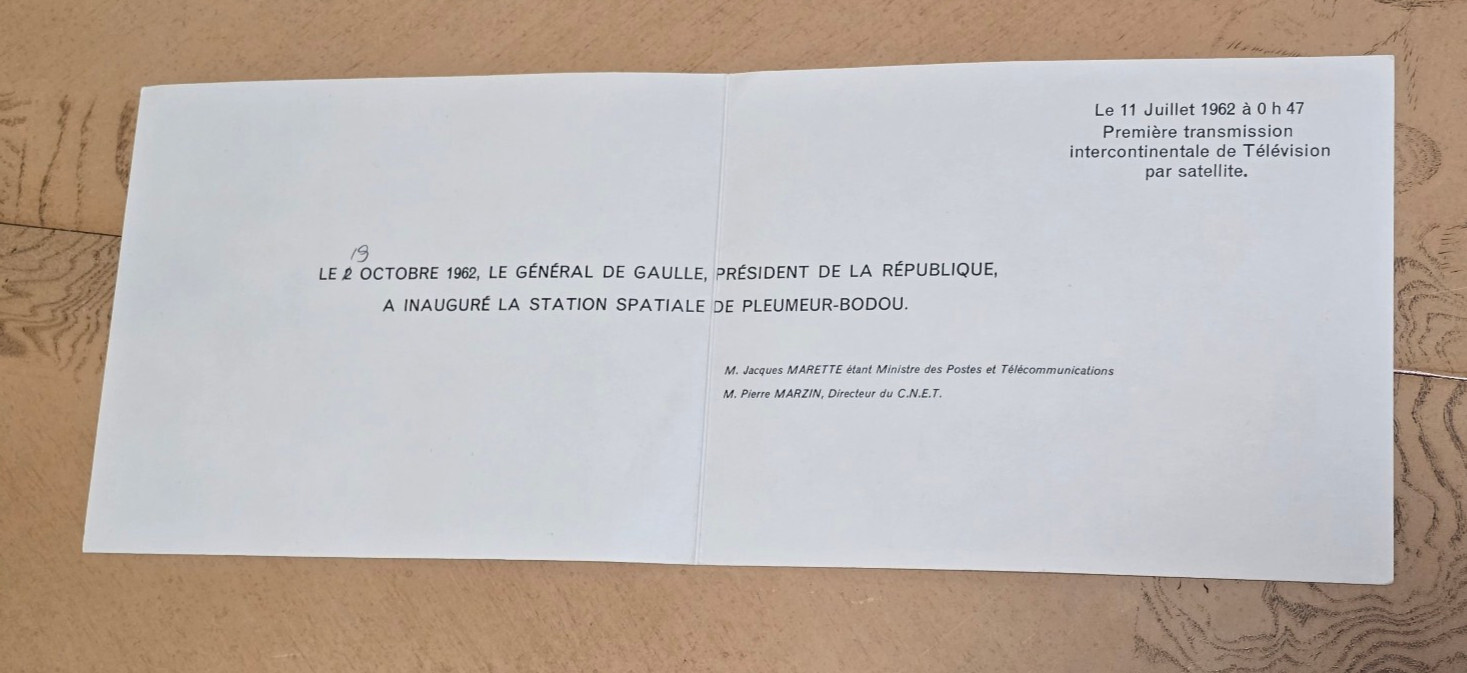 Le 11 Juillet 1962 à 0 h 47
Première transmission
intercontinentale de Télévision
par satellite.
19
LE 2 OCTOBRE 1962, LE GÉNÉRAL DE GAULLE, PRÉSIDENT DE LA RÉPUBLIQUE,
A INAUGURÉ LA STATION SPATIALE DE PLEUMEUR-BODOU.
M. Jacques MARETTE étant Ministre des Postes et Télécommunications
M. Pierre MARZIN, Directeur du C.N.E.T.